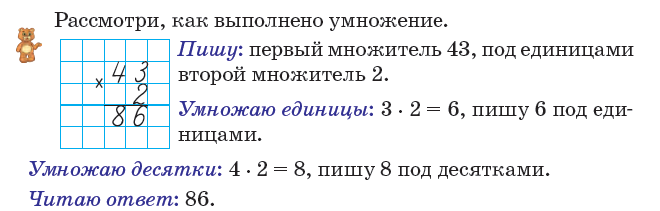 Рассмотри, как выполнено умножение.
Пишу: первый множитель 43, под единицами
второй множитель 2.
× 43
2
86
Умножаю единицы: 3 · 2 = 6, пишу 6 под еди-
ницами.
Умножаю десятки: 4 · 2 = 8, пишу 8 под десятками.
Читаю ответ: 86.